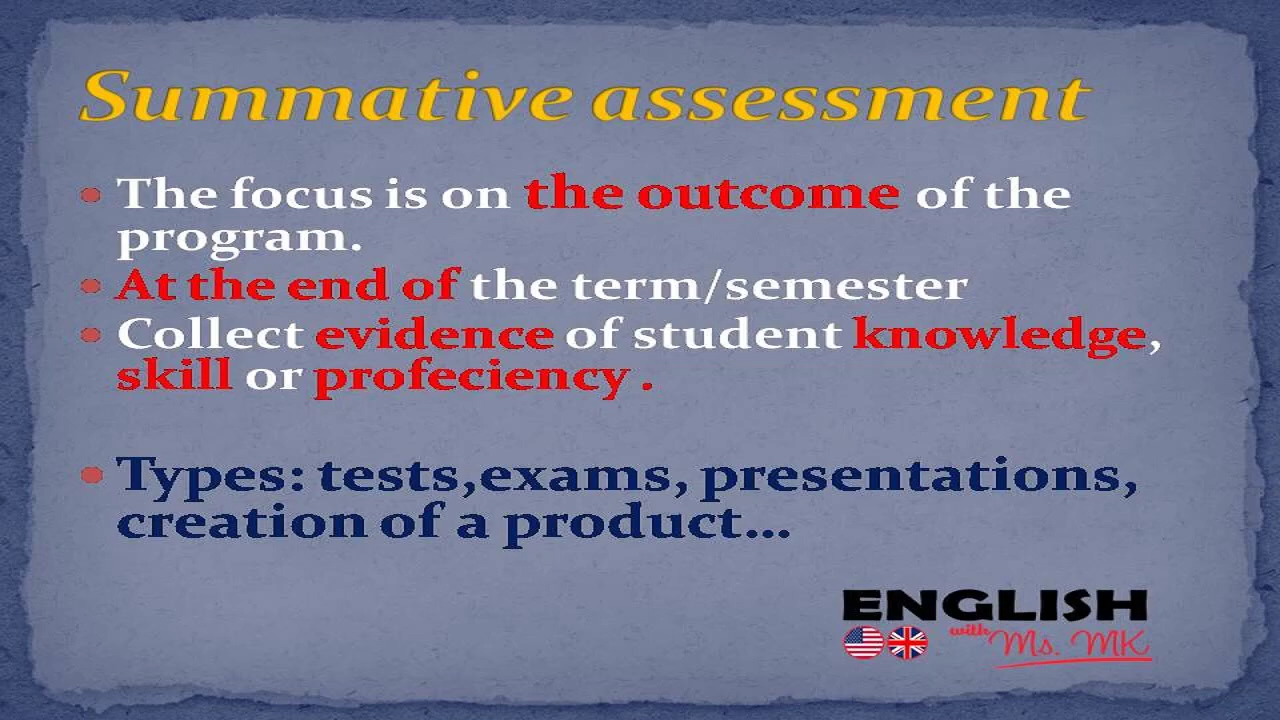 Summative assessment
The focus is on the outcome of the
program.
At the end of the term/semester
Collect evidence of student knowledge,
skill or profeciency .
Types: tests,exams, presentations,
creation of a product...
ENGLISH
with Ms. MK